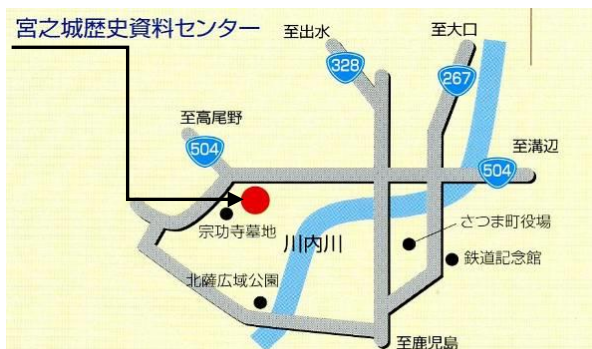 宮之城歴史資料センター
至出水
至大口
328
267
至高尾野
504
至溝辺
504
宗功寺墓地
川内川
さつま町役場
鉄道記念館
北薩広域公園
至鹿児島